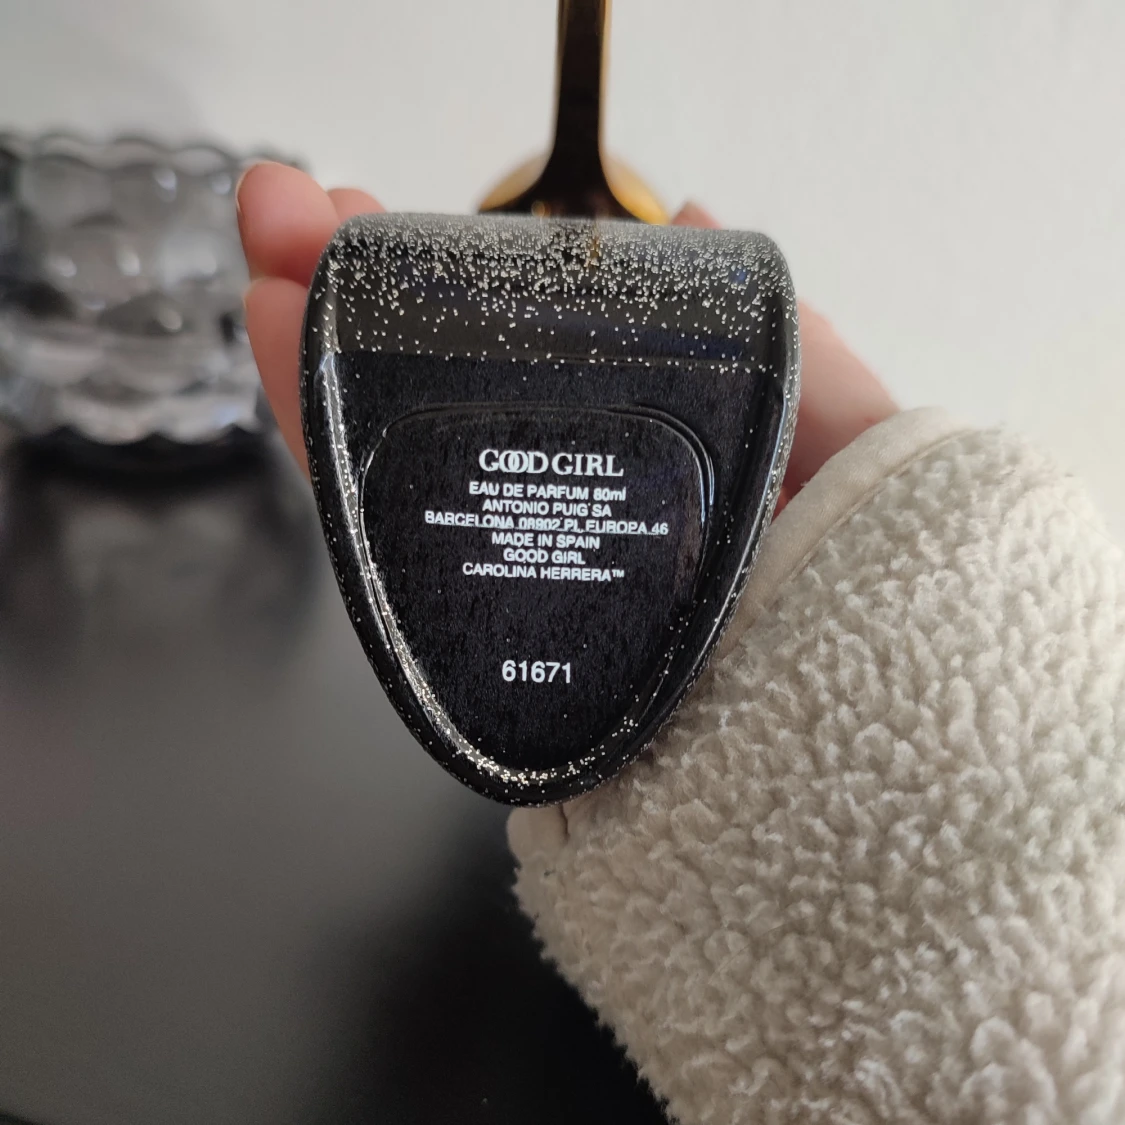 GOOD GIRL
EAU DE PARFUM 80ml
ANTONIO PUIG SA
BARCELONA 08902 PL EUROPA 46
MADE IN SPAIN
GOOD GIRL
CAROLINA HERRERA™
61671